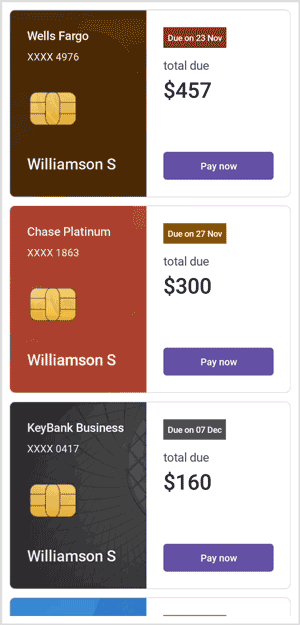 Wells Fargo
XXXX 4976
Williamson S
Due on 23 Nov
total due
$457
Pay now
Chase Platinum
XXXX 1863
Williamson S
Due on 27 Nov
total due
$300
Pay now
KeyBank Business
XXXX 0417
Williamson S
Due on 07 Dec
total due
$160
Pay now